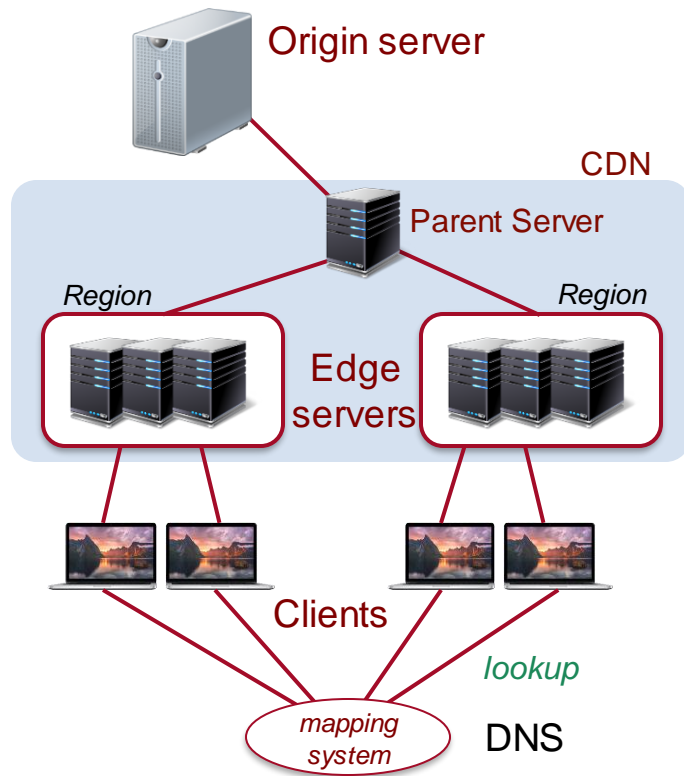 Origin server
CDN
Parent Server
Region
Region
Edge
servers
Clients
lookup
mapping
system
DNS